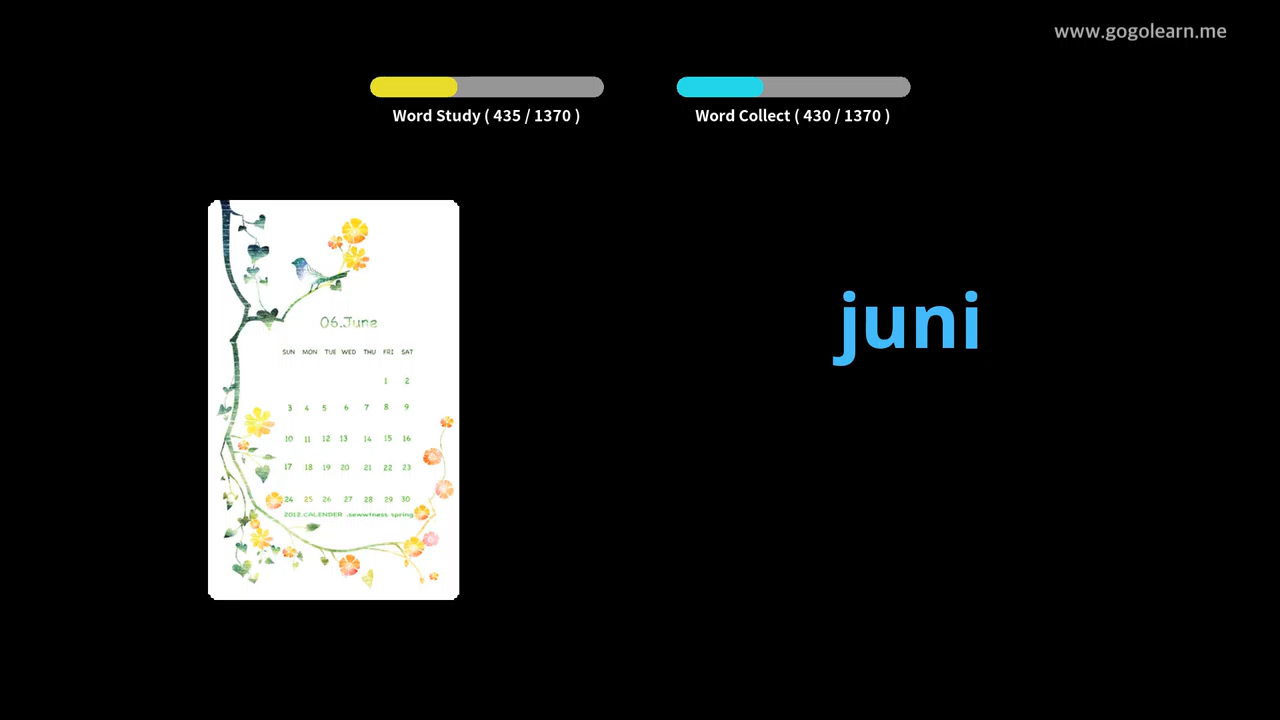 www.gogolearn.me
Word Study ( 435 / 1370 )
Word Collect ( 430 / 1370 )
06.June
SUN MON TUE WED THU FRI SAT
1 2
3 4 5 6 7 8 9
10 11 12 13 14 15 16
17 18 19 20 21 22 23
24 25 26 27 28 29 30
2012.CALENDER .sewwtness spring
juni